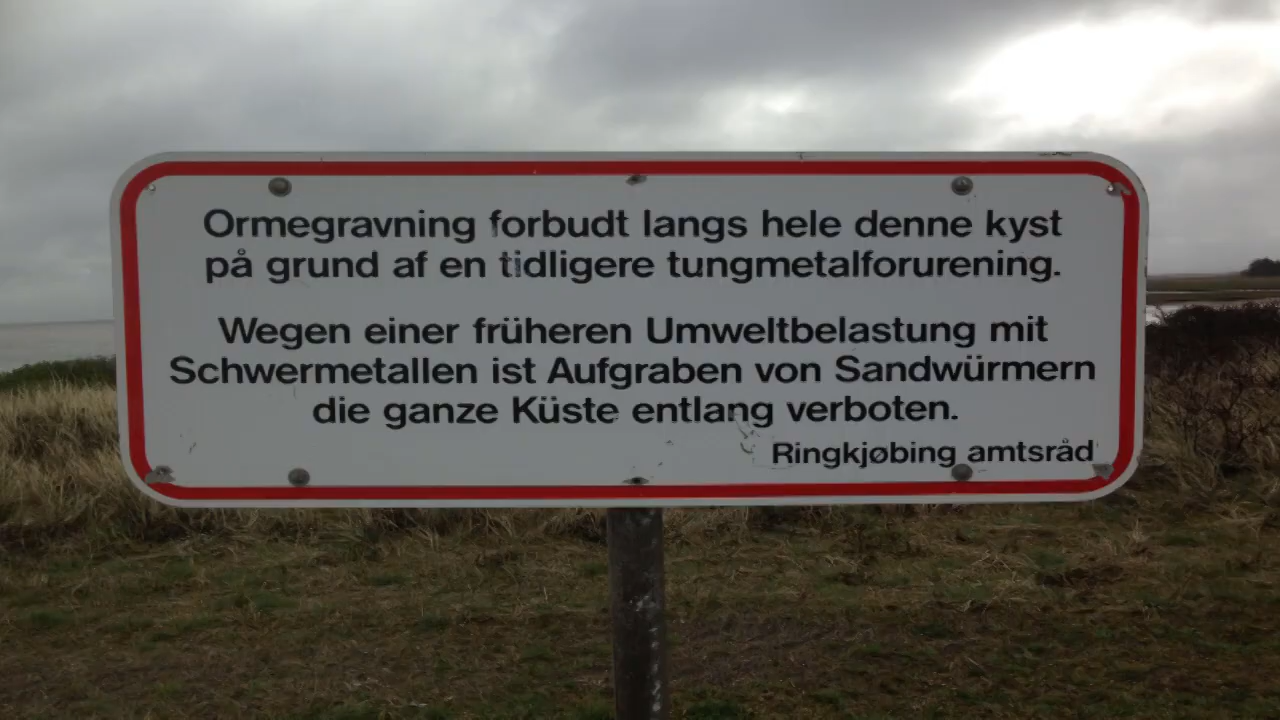 Ormegravning forbudt langs hele denne kyst
på grund af en tidligere tungmetalforurening.
Wegen einer früheren Umweltbelastung mit
Schwermetallen ist Aufgraben von Sandwürmern
die ganze Küste entlang verboten.
Ringkjøbing amtsråd